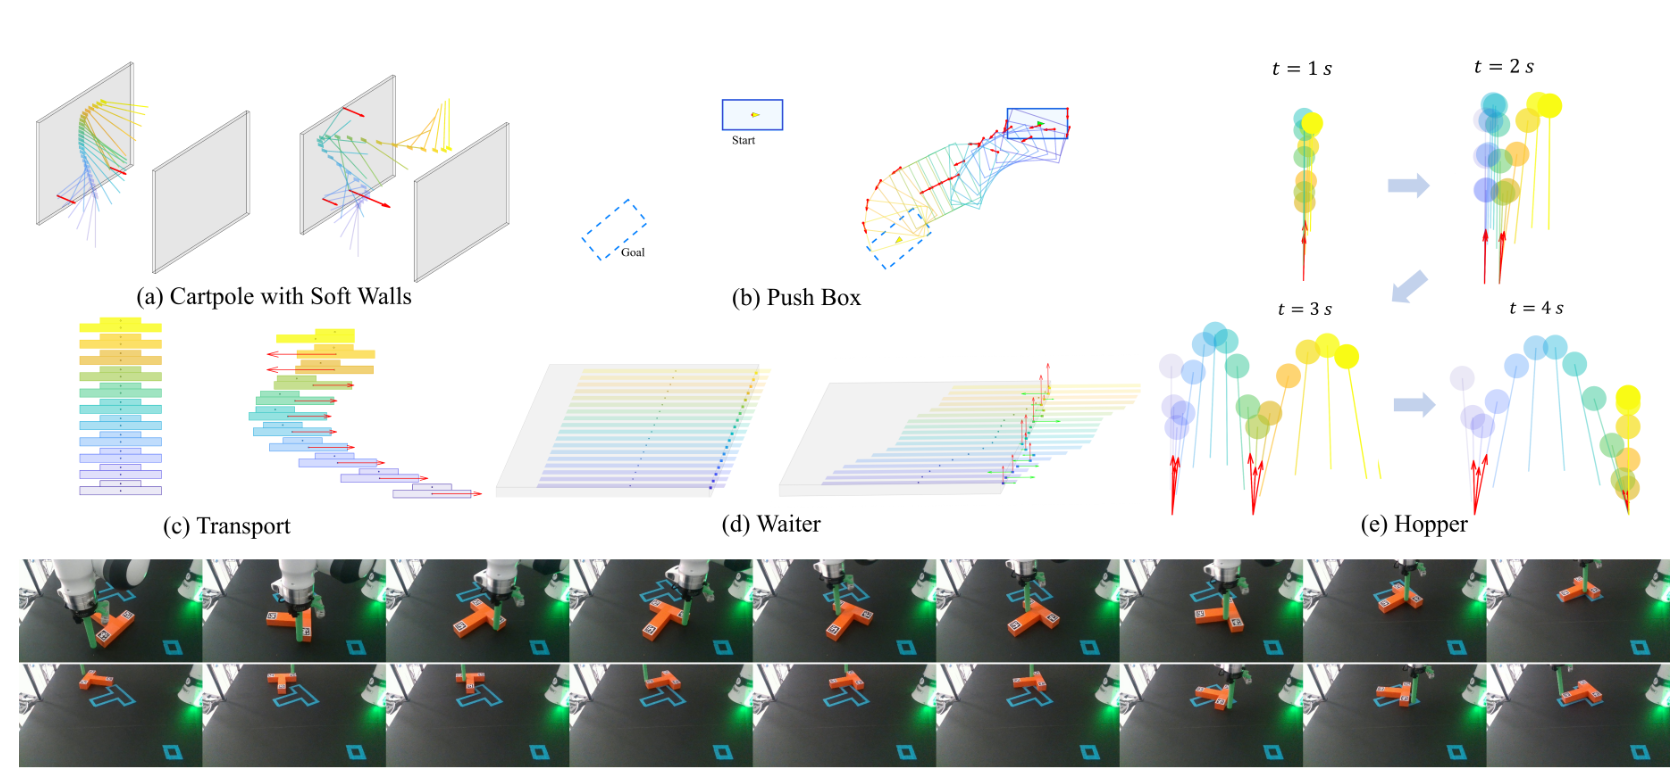 t = 1 s
t = 2 s
Start
Goal
(a) Cartpole with Soft Walls
(b) Push Box
t = 3 s
t = 4 s
(c) Transport
(d) Waiter
(e) Hopper